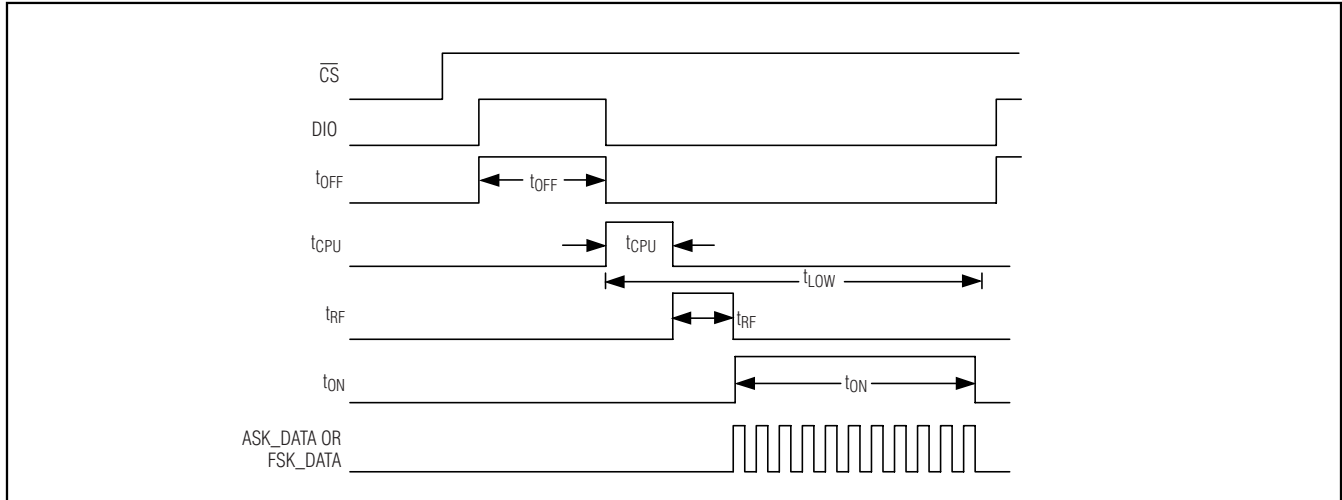 CS
DIO
tOFF
tOFF
tCPU
tCPU
tLOW
tRF
tRF
tON
tON
ASK_DATA OR
FSK_DATA